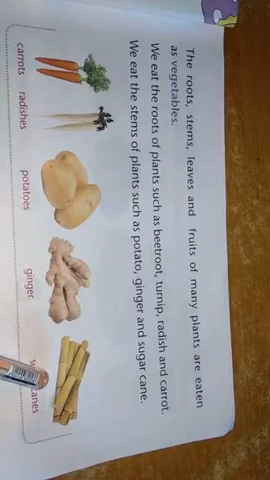 The roots, stems, leaves and fruits of many plants are eaten
as vegetables.
We eat the roots of plants such as beetroot, turnip, radish and carrot.
We eat the stems of plants such as potato, ginger and sugar cane.
carrots radishes potatoes ginger